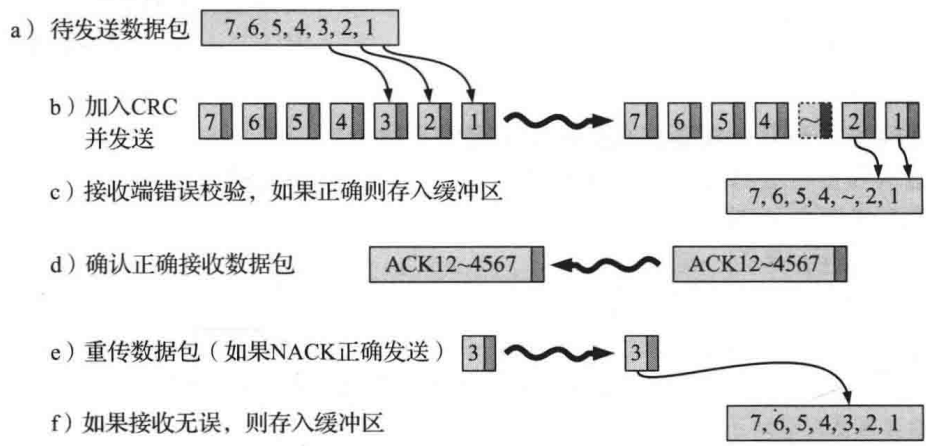 a）待发送数据包 7, 6, 5, 4, 3, 2, 1
b）加入CRC
并发送
7 6 5 4 3 2 1 7 6 5 4 ~ 2 1
c）接收端错误校验，如果正确则存入缓冲区 7, 6, 5, 4, ~, 2, 1
d）确认正确接收数据包 ACK12~4567 ACK12~4567
e）重传数据包（如果NACK正确发送） 3 3
f）如果接收无误，则存入缓冲区 7, 6, 5, 4, 3, 2, 1